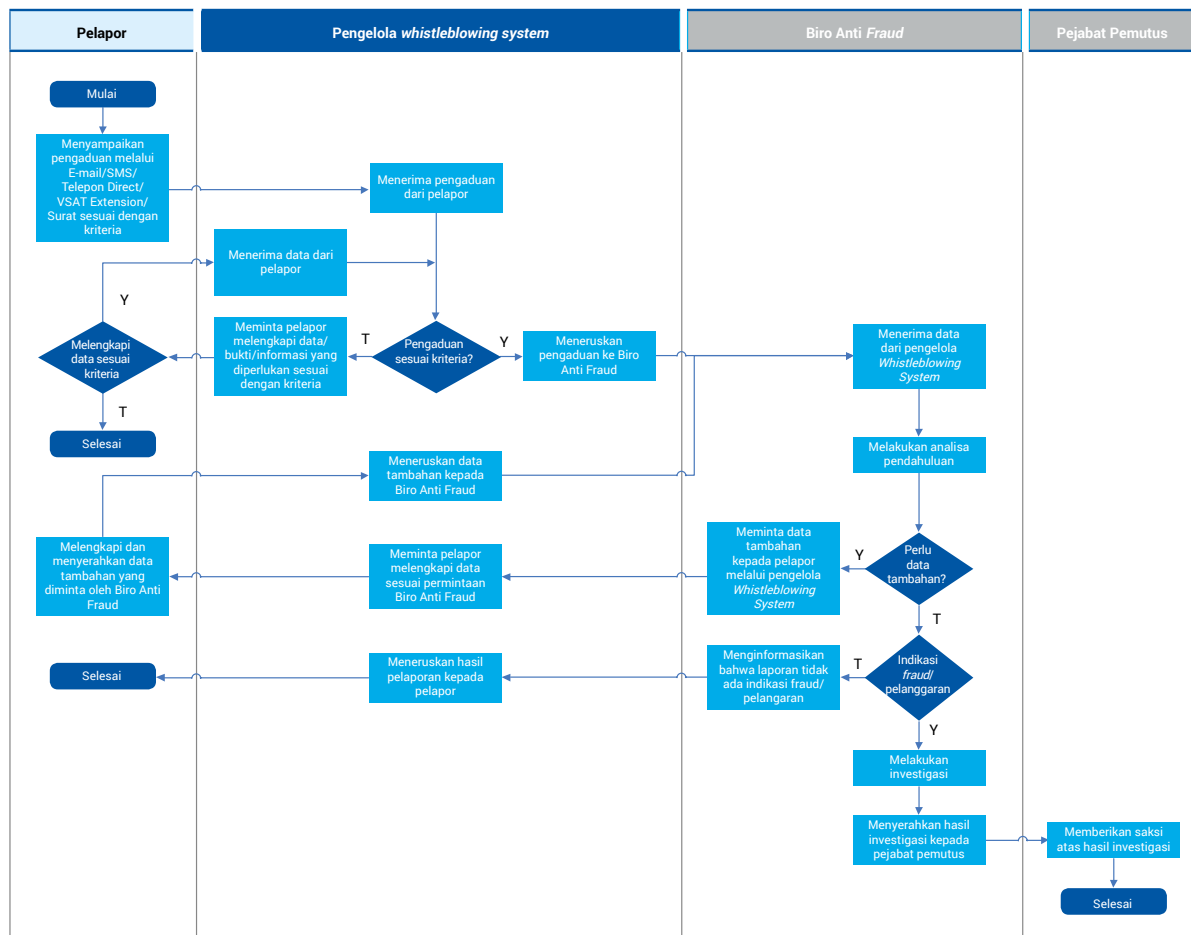 Pelapor
Pengelola whistleblowing system
Biro Anti Fraud
Pejabat Pemutus
Mulai
Menyampaikan
pengaduan melalui
E-mail/SMS/
Telepon Direct/
VSAT Extension/
Surat sesuai dengan
kriteria
Menerima pengaduan
dari pelapor
Menerima data dari
pelapor
Y
Melengkapi
data sesuai
kriteria
T
Selesai
Meminta pelapor
melengkapi data/
bukti/informasi yang
diperlukan sesuai
dengan kriteria
T
Pengaduan
sesuai kriteria?
Y
Meneruskan
pengaduan ke Biro
Anti Fraud
Menerima data
dari pengelola
Whistleblowing
System
Melakukan analisa
pendahuluan
Meneruskan data
tambahan kepada
Biro Anti Fraud
Melengkapi dan
menyerahkan data
tambahan yang
diminta oleh Biro Anti
Fraud
Meminta pelapor
melengkapi data
sesuai permintaan
Biro Anti Fraud
Meminta data
tambahan
kepada pelapor
melalui pengelola
Whistleblowing
System
Y
Perlu
data
tambahan?
T
Selesai
Meneruskan hasil
pelaporan kepada
pelapor
Menginformasikan
bahwa laporan tidak
ada indikasi fraud/
pelangaran
T
Indikasi
fraud/
pelanggaran
Y
Melakukan
investigasi
Menyerahkan hasil
investigasi kepada
pejabat pemutus
Memberikan saksi
atas hasil investigasi
Selesai